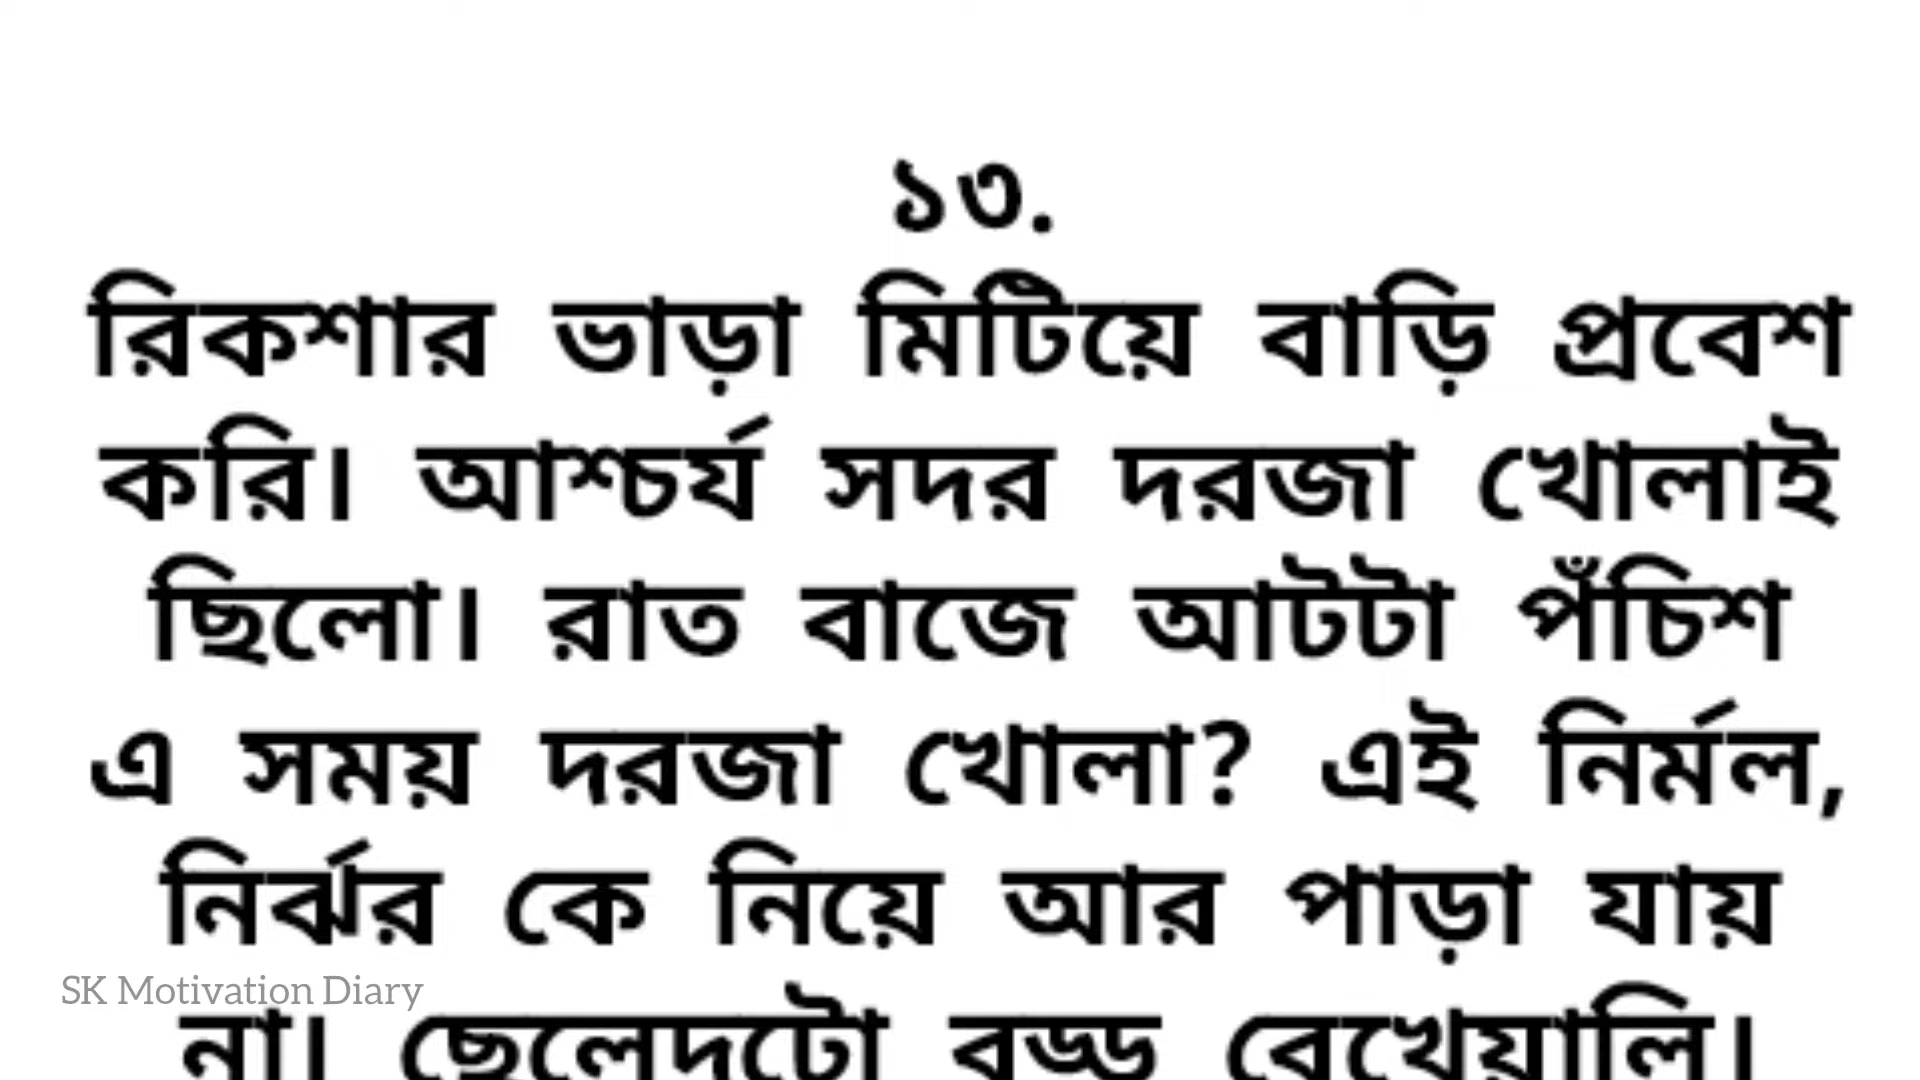 ১৩.
রিকশার ভাড়া মিটিয়ে বাড়ি প্রবেশ
করি। আশ্চর্য সদর দরজা খোলাই
ছিলো। রাত বাজে আটটা পঁচিশ
এ সময় দরজা খোলা? এই নির্মল,
নির্ঝর কে নিয়ে আর পাড়া যায়
না। ছেলেদুটো বড্ড বেখেয়ালি।
SK Motivation Diary